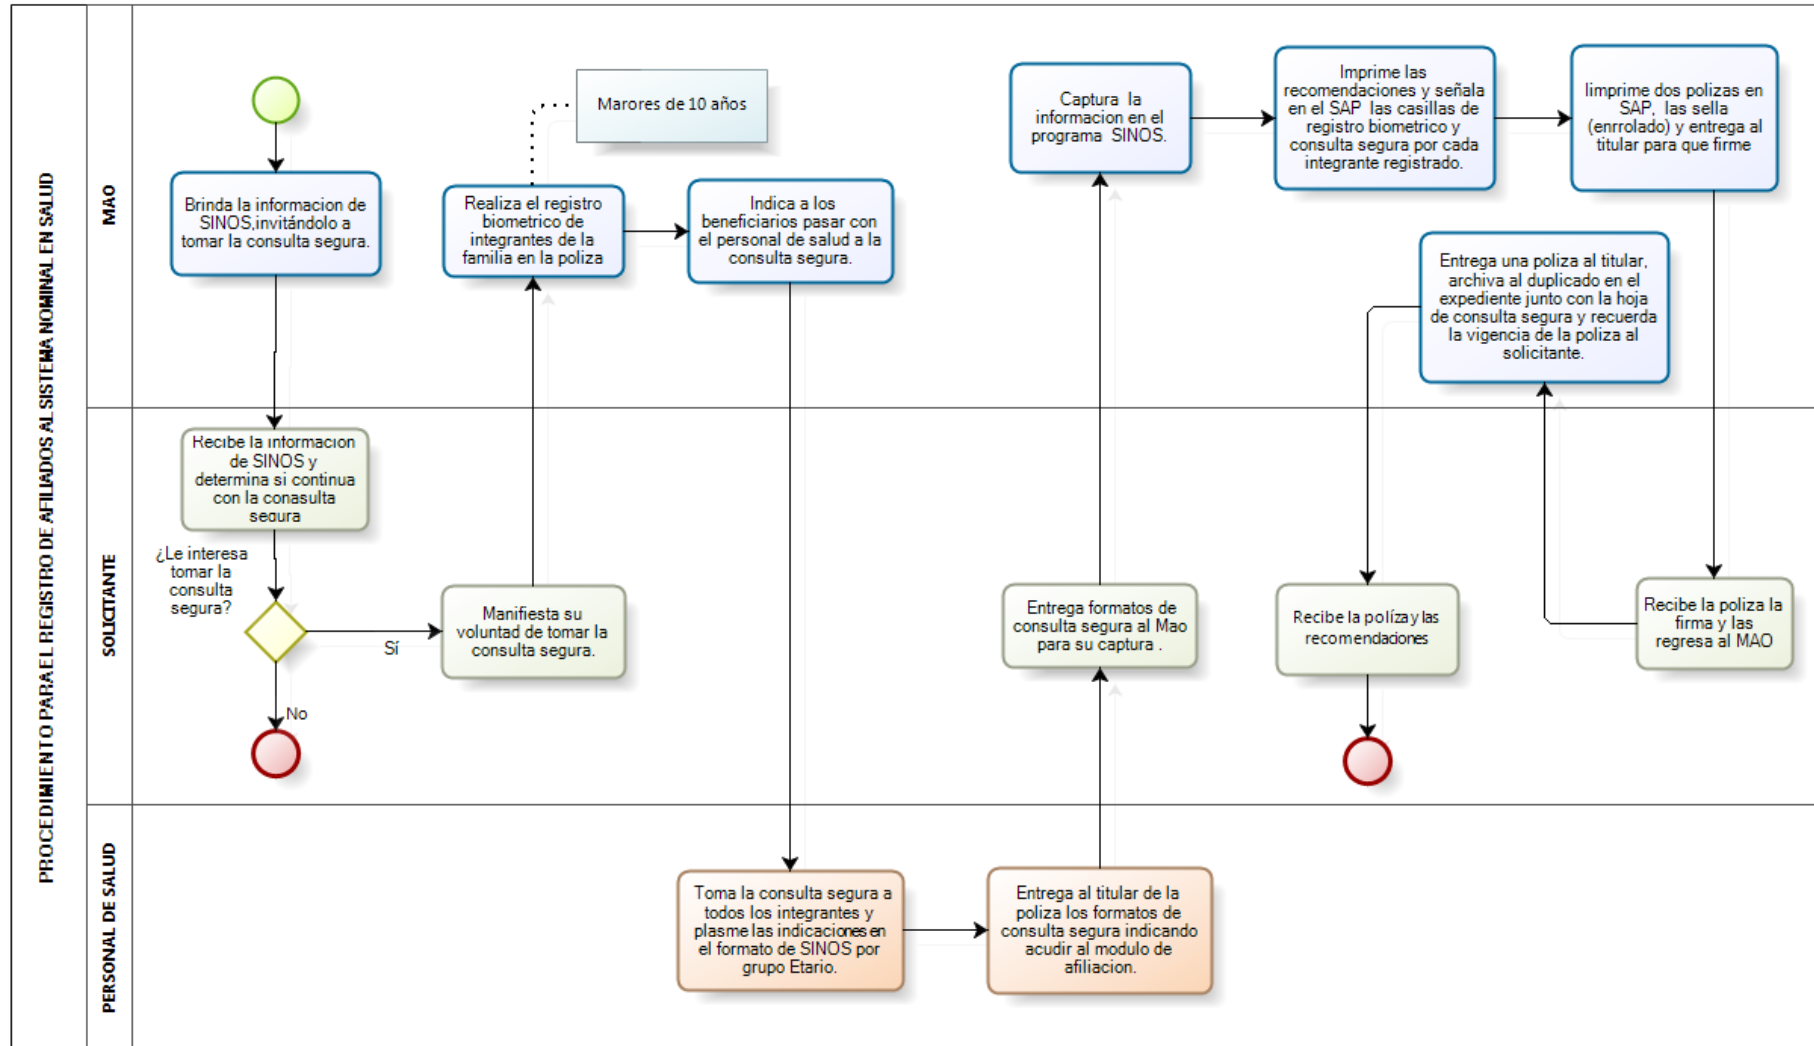 PROCEDIMIENTO PARA EL REGISTRO DE AFILIADOS AL SISTEMA NOMINAL EN SALUD
MAO
Brinda la informacion de
SINOS,invitándolo a
tomar la consulta segura.
Marores de 10 años
Realiza el registro
biometrico de
integrantes de la
familia en la poliza
Indica a los
beneficiarios pasar con
el personal de salud a la
consulta segura.
Captura la
informacion en el
programa SINOS.
Imprime las
recomendaciones y señala
en el SAP las casillas de
registro biometrico y
consulta segura por cada
integrante registrado.
Iimprime dos polizas en
SAP, las sella
(enrrolado) y entrega al
titular para que firme
Entrega una poliza al titular,
archiva al duplicado en el
expediente junto con la hoja
de consulta segura y recuerda
la vigencia de la poliza al
solicitante.
SOLICITANTE
Recibe la informacion
de SINOS y
determina si continua
con la conasulta
segura
¿Le interesa
tomar la
consulta
segura?
Sí
No
Manifiesta su
voluntad de tomar la
consulta segura.
Entrega formatos de
consulta segura al Mao
para su captura .
Recibe la políza y las
recomendaciones
Recibe la poliza la
firma y las
regresa al MAO
PERSONAL DE SALUD
Toma la consulta segura a
todos los integrantes y
plasme las indicaciones en
el formato de SINOS por
grupo Etario.
Entrega al titular de la
poliza los formatos de
consulta segura indicando
acudir al modulo de
afiliacion.